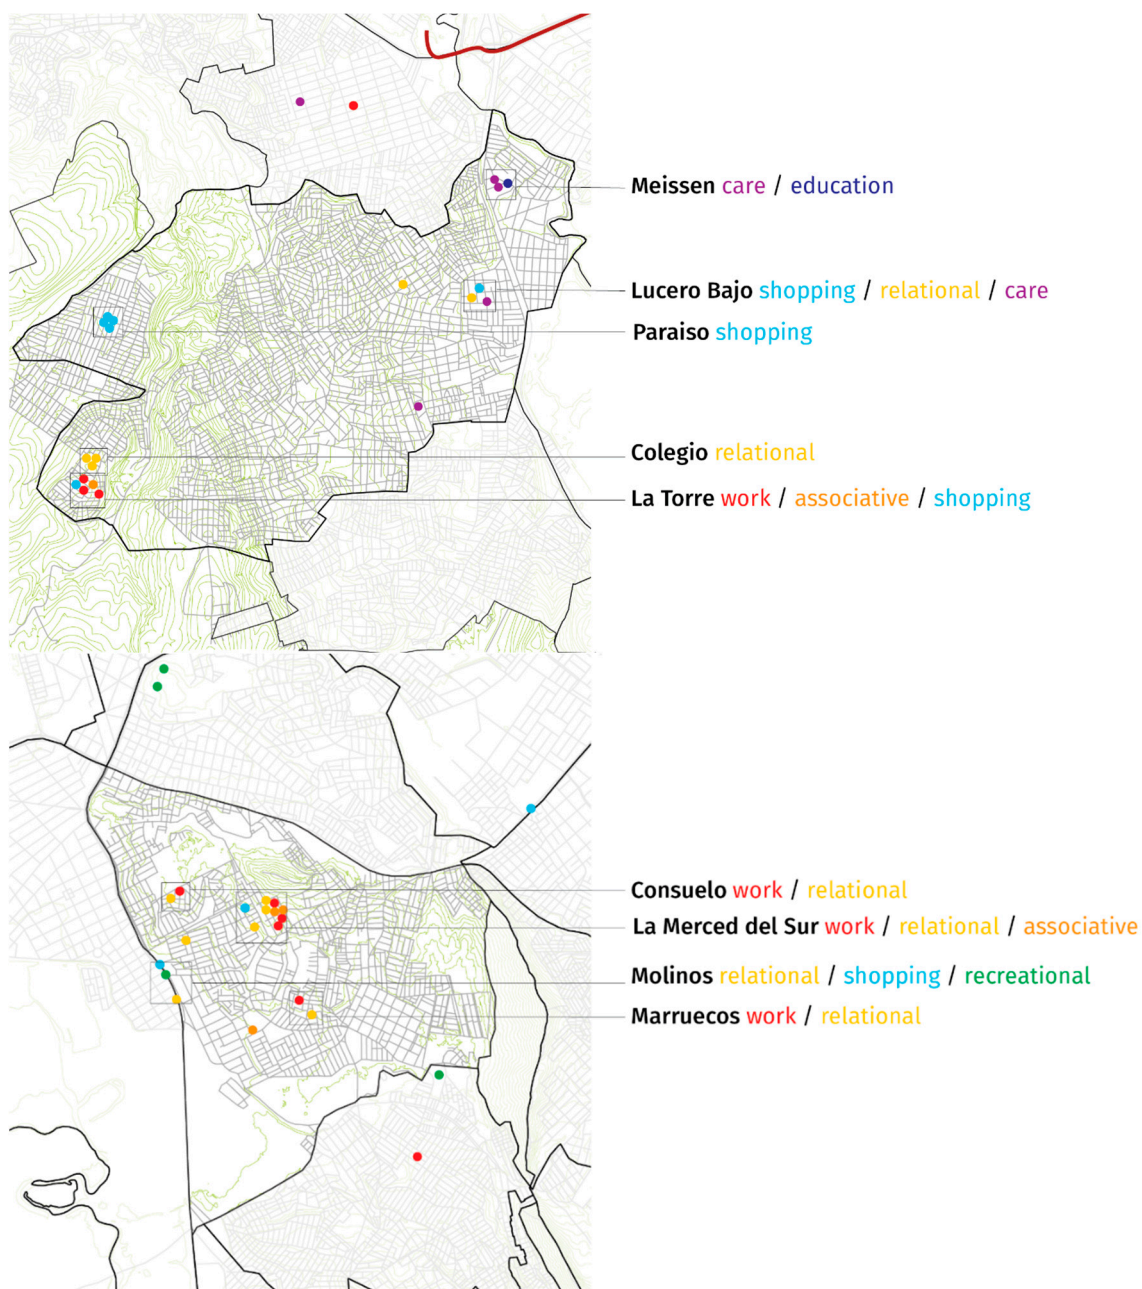 Meissen care / education
Lucero Bajo shopping / relational / care
Paraiso shopping
Colegio relational
La Torre work / associative / shopping
Consuelo work / relational
La Merced del Sur work / relational / associative
Molinos relational / shopping / recreational
Marruecos work / relational